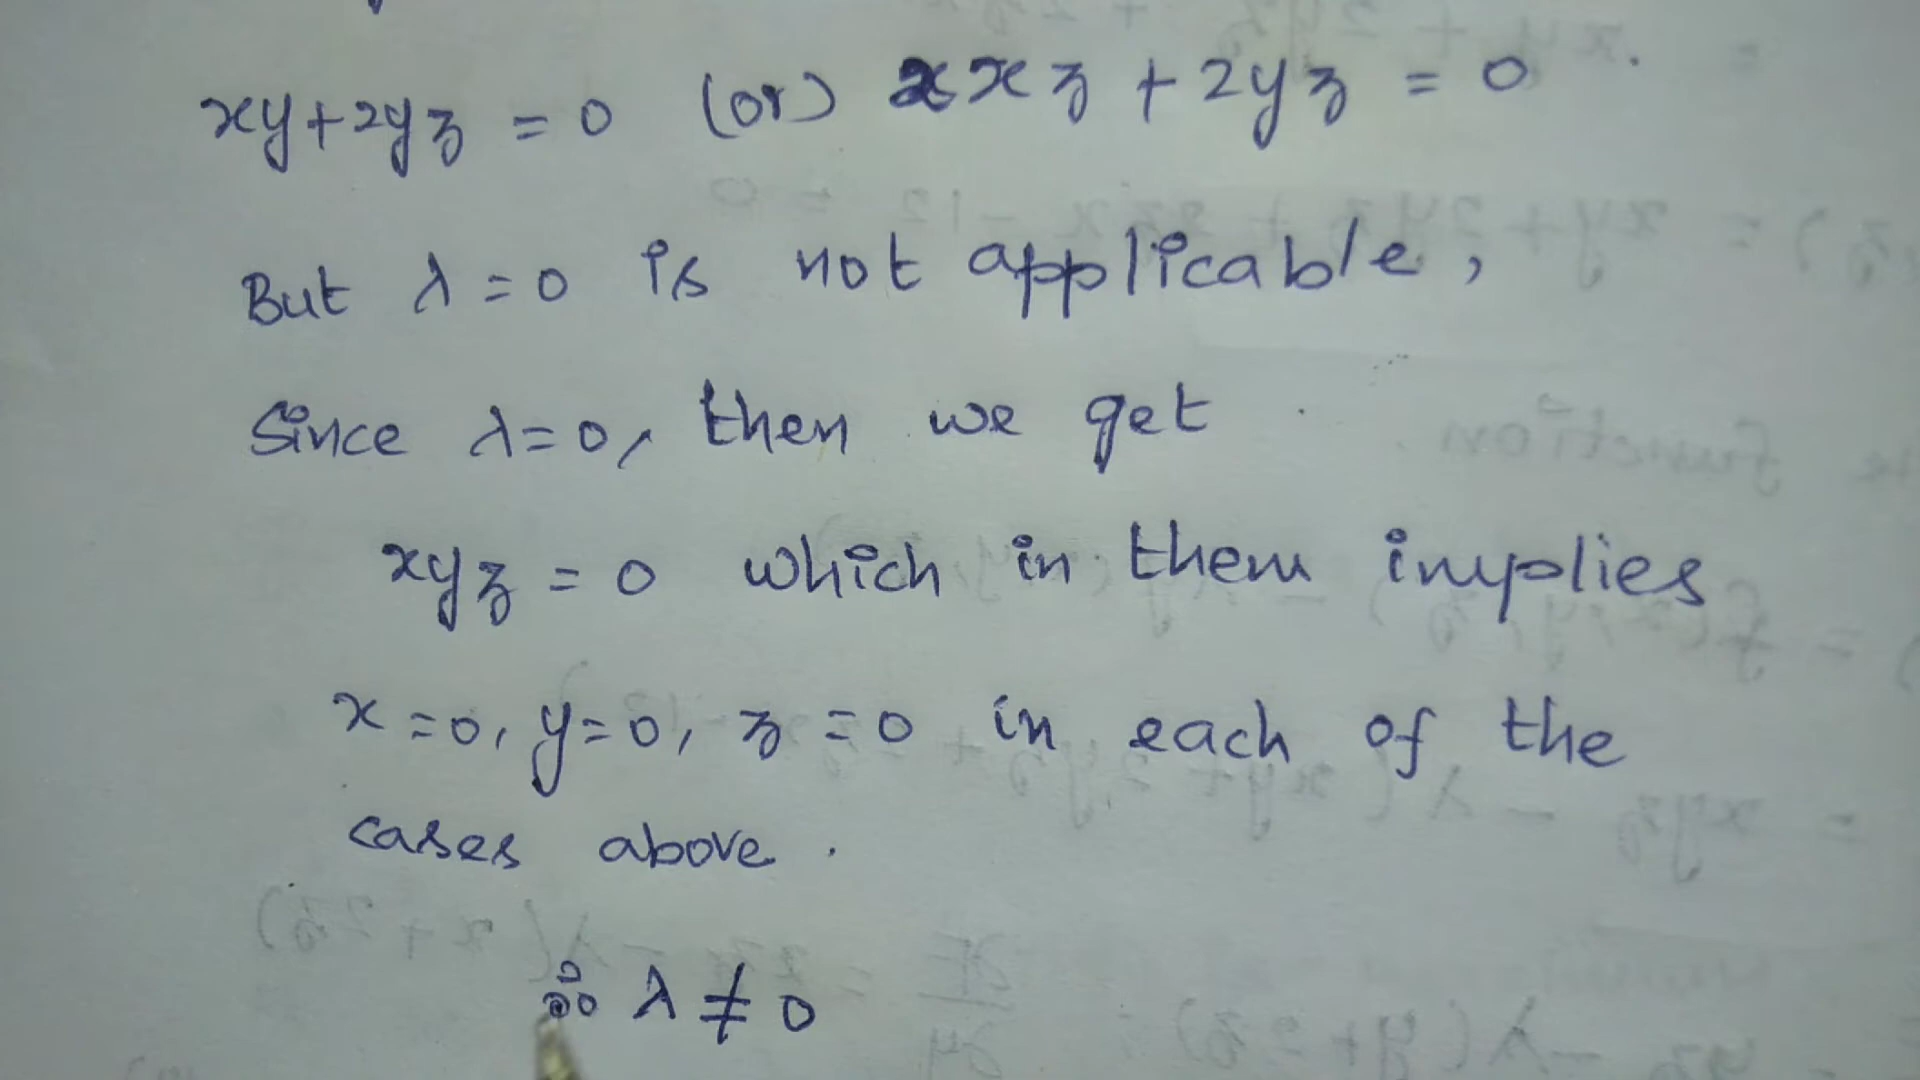 xy+2yz = 0 (or) xxz + 2yz = 0
But λ = 0 is not applicable,
Since λ=0, then we get
xyz = 0 which in them implies
x=0, y=0, z=0 in each of the
cases above.
∴ λ ≠ 0